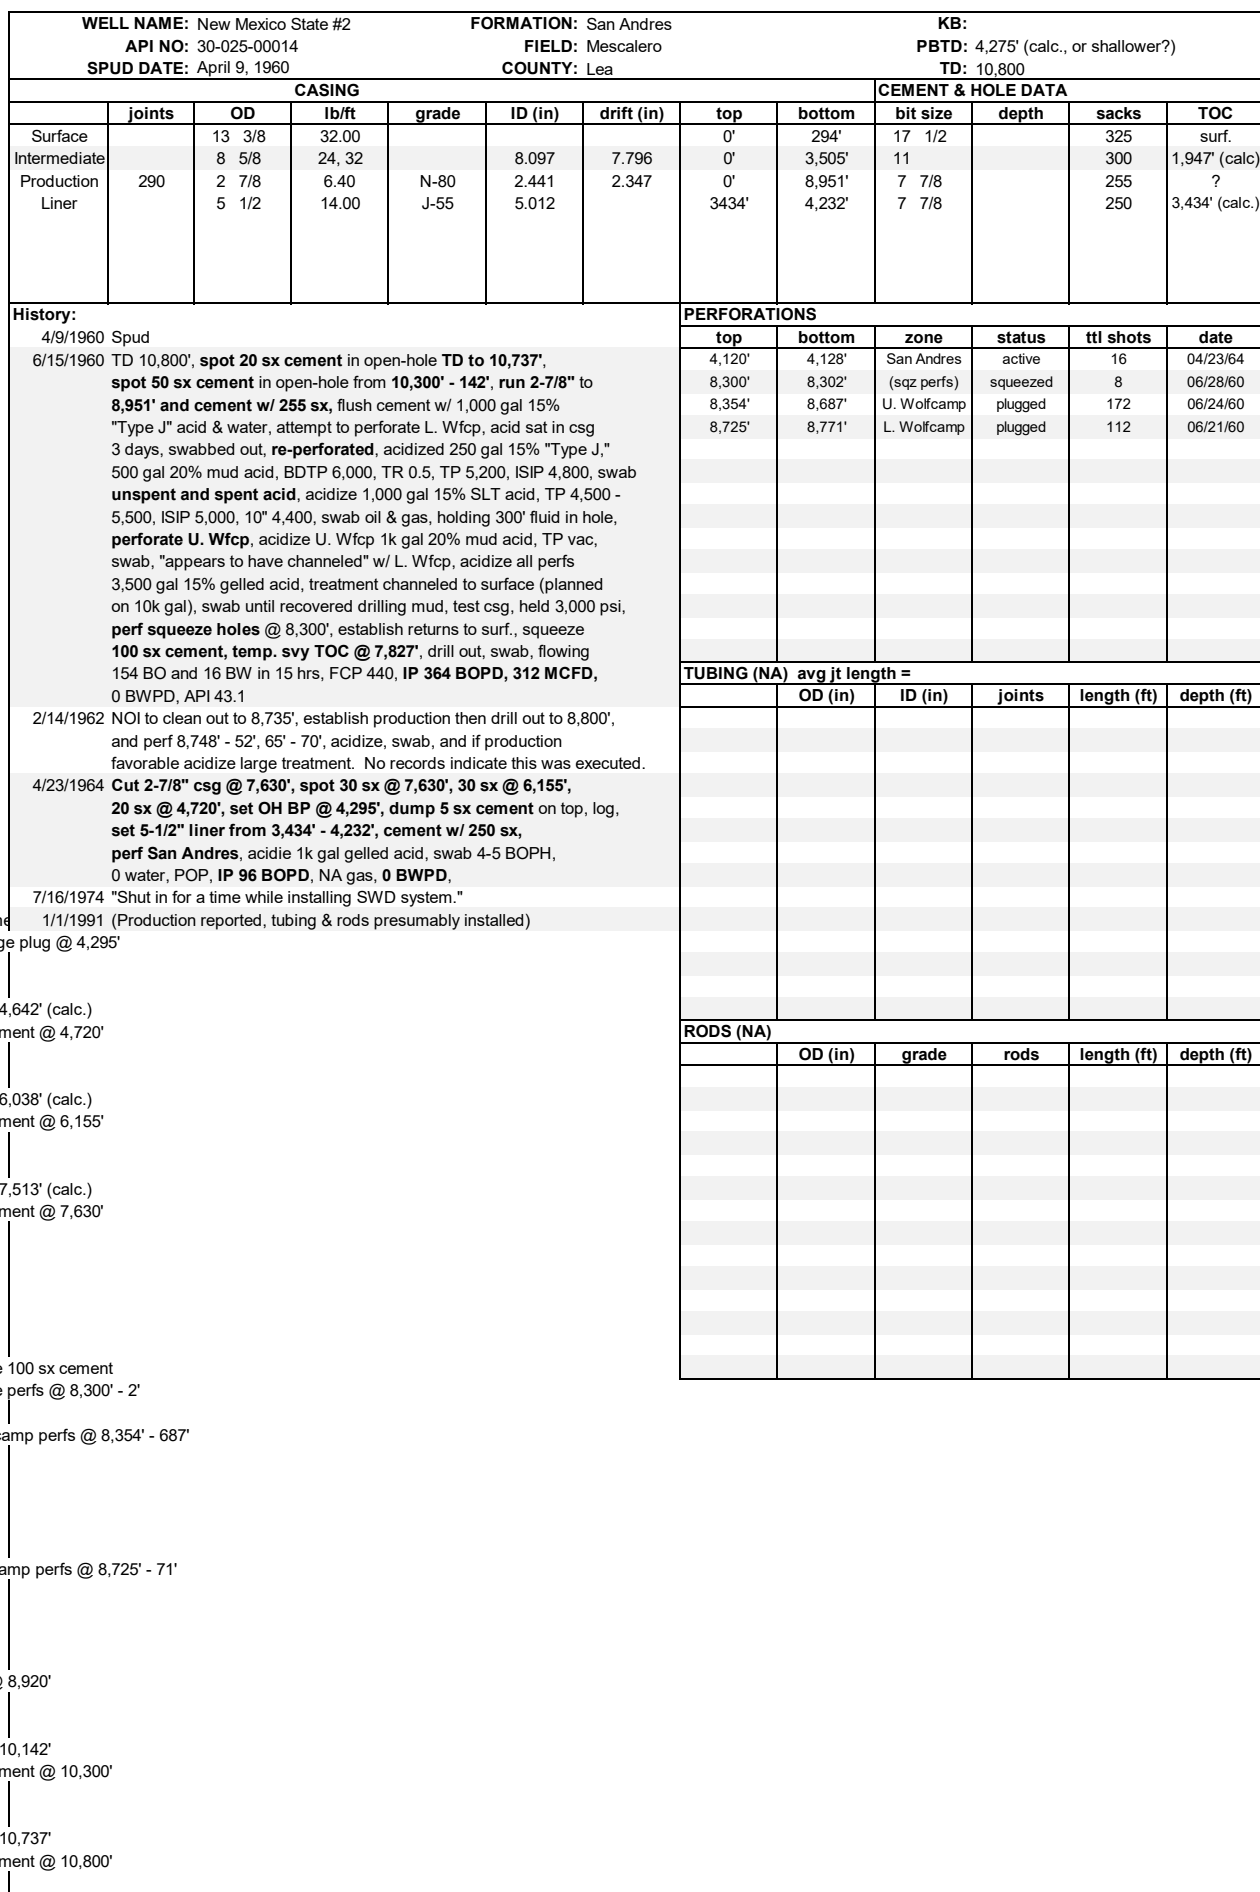 WELL NAME: New Mexico State #2 FORMATION: San Andres KB:
API NO: 30-025-00014 FIELD: Mescalero PBTD: 4,275' (calc., or shallower?)
SPUD DATE: April 9, 1960 COUNTY: Lea TD: 10,800
CASING CEMENT & HOLE DATA
joints OD lb/ft grade ID (in) drift (in) top bottom bit size depth sacks TOC
Surface 13 3/8 32.00 0' 294' 17 1/2 325 surf.
Intermediate 8 5/8 24, 32 8.097 7.796 0' 3,505' 11 300 1,947' (calc)
Production 290 2 7/8 6.40 N-80 2.441 2.347 0' 8,951' 7 7/8 255 ?
Liner 5 1/2 14.00 J-55 5.012 3434' 4,232' 7 7/8 250 3,434' (calc.)
History:
4/9/1960 Spud
6/15/1960 TD 10,800', spot 20 sx cement in open-hole TD to 10,737',
spot 50 sx cement in open-hole from 10,300' - 142', run 2-7/8" to
8,951' and cement w/ 255 sx, flush cement w/ 1,000 gal 15%
"Type J" acid & water, attempt to perforate L. Wfcp, acid sat in csg
3 days, swabbed out, re-perforated, acidized 250 gal 15% "Type J,"
500 gal 20% mud acid, BDTP 6,000, TR 0.5, TP 5,200, ISIP 4,800, swab
unspent and spent acid, acidize 1,000 gal 15% SLT acid, TP 4,500 -
5,500, ISIP 5,000, 10" 4,400, swab oil & gas, holding 300' fluid in hole,
perforate U. Wfcp, acidize U. Wfcp 1k gal 20% mud acid, TP vac,
swab, "appears to have channeled" w/ L. Wfcp, acidize all perfs
3,500 gal 15% gelled acid, treatment channeled to surface (planned
on 10k gal), swab until recovered drilling mud, test csg, held 3,000 psi,
perf squeeze holes @ 8,300', establish returns to surf., squeeze
100 sx cement, temp. svy TOC @ 7,827', drill out, swab, flowing
154 BO and 16 BW in 15 hrs, FCP 440, IP 364 BOPD, 312 MCFD,
0 BWPD, API 43.1
2/14/1962 NOI to clean out to 8,735', establish production then drill out to 8,800',
and perf 8,748' - 52', 65' - 70', acidize, swab, and if production
favorable acidize large treatment.  No records indicate this was executed.
4/23/1964 Cut 2-7/8" csg @ 7,630', spot 30 sx @ 7,630', 30 sx @ 6,155',
20 sx @ 4,720', set OH BP @ 4,295', dump 5 sx cement on top, log,
set 5-1/2" liner from 3,434' - 4,232', cement w/ 250 sx,
perf San Andres, acidie 1k gal gelled acid, swab 4-5 BOPH,
0 water, POP, IP 96 BOPD, NA gas, 0 BWPD,
7/16/1974 "Shut in for a time while installing SWD system."
1/1/1991 (Production reported, tubing & rods presumably installed)
PERFORATIONS
top bottom zone status ttl shots date
4,120' 4,128' San Andres active 16 04/23/64
8,300' 8,302' (sqz perfs) squeezed 8 06/28/60
8,354' 8,687' U. Wolfcamp plugged 172 06/24/60
8,725' 8,771' L. Wolfcamp plugged 112 06/21/60
TUBING (NA) avg jt length =
OD (in) ID (in) joints length (ft) depth (ft)
RODS (NA)
OD (in) grade rods length (ft) depth (ft)
ge plug @ 4,295'
4,642' (calc.)
ment @ 4,720'
6,038' (calc.)
ment @ 6,155'
7,513' (calc.)
ment @ 7,630'
e 100 sx cement
e perfs @ 8,300' - 2'
camp perfs @ 8,354' - 687'
amp perfs @ 8,725' - 71'
@ 8,920'
10,142'
ment @ 10,300'
10,737'
ment @ 10,800'